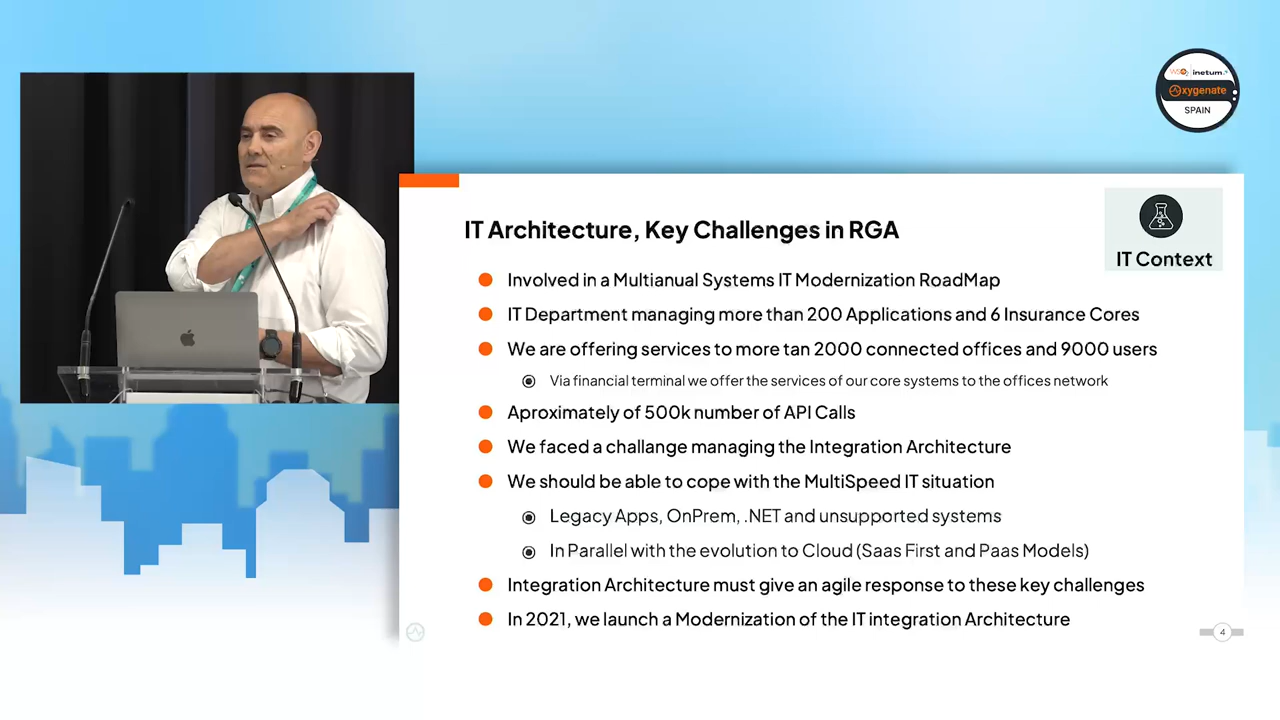 WSO2 inetum.
Oxygenate
SPAIN
IT Architecture, Key Challenges in RGA
IT Context
Involved in a Multianual Systems IT Modernization RoadMap
IT Department managing more than 200 Applications and 6 Insurance Cores
We are offering services to more tan 2000 connected offices and 9000 users
Via financial terminal we offer the services of our core systems to the offices network
Aproximately of 500k number of API Calls
We faced a challange managing the Integration Architecture
We should be able to cope with the MultiSpeed IT situation
Legacy Apps, OnPrem, .NET and unsupported systems
In Parallel with the evolution to Cloud (Saas First and Paas Models)
Integration Architecture must give an agile response to these key challenges
In 2021, we launch a Modernization of the IT integration Architecture
4